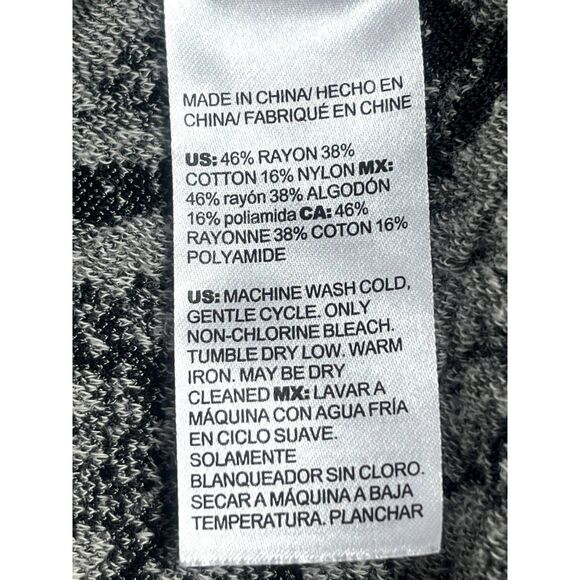 MADE IN CHINA/ HECHO EN
CHINA/ FABRIQUÉ EN CHINE
US: 46% RAYON 38%
COTTON 16% NYLON MX:
46% rayón 38% ALGODÓN
16% poliamida CA: 46%
RAYONNE 38% COTON 16%
POLYAMIDE
US: MACHINE WASH COLD,
GENTLE CYCLE. ONLY
NON-CHLORINE BLEACH.
TUMBLE DRY LOW. WARM
IRON. MAY BE DRY
CLEANED MX: LAVAR A
MÁQUINA CON AGUA FRÍA
EN CICLO SUAVE.
SOLAMENTE
BLANQUEADOR SIN CLORO.
SECAR A MÁQUINA A BAJA
TEMPERATURA. PLANCHAR